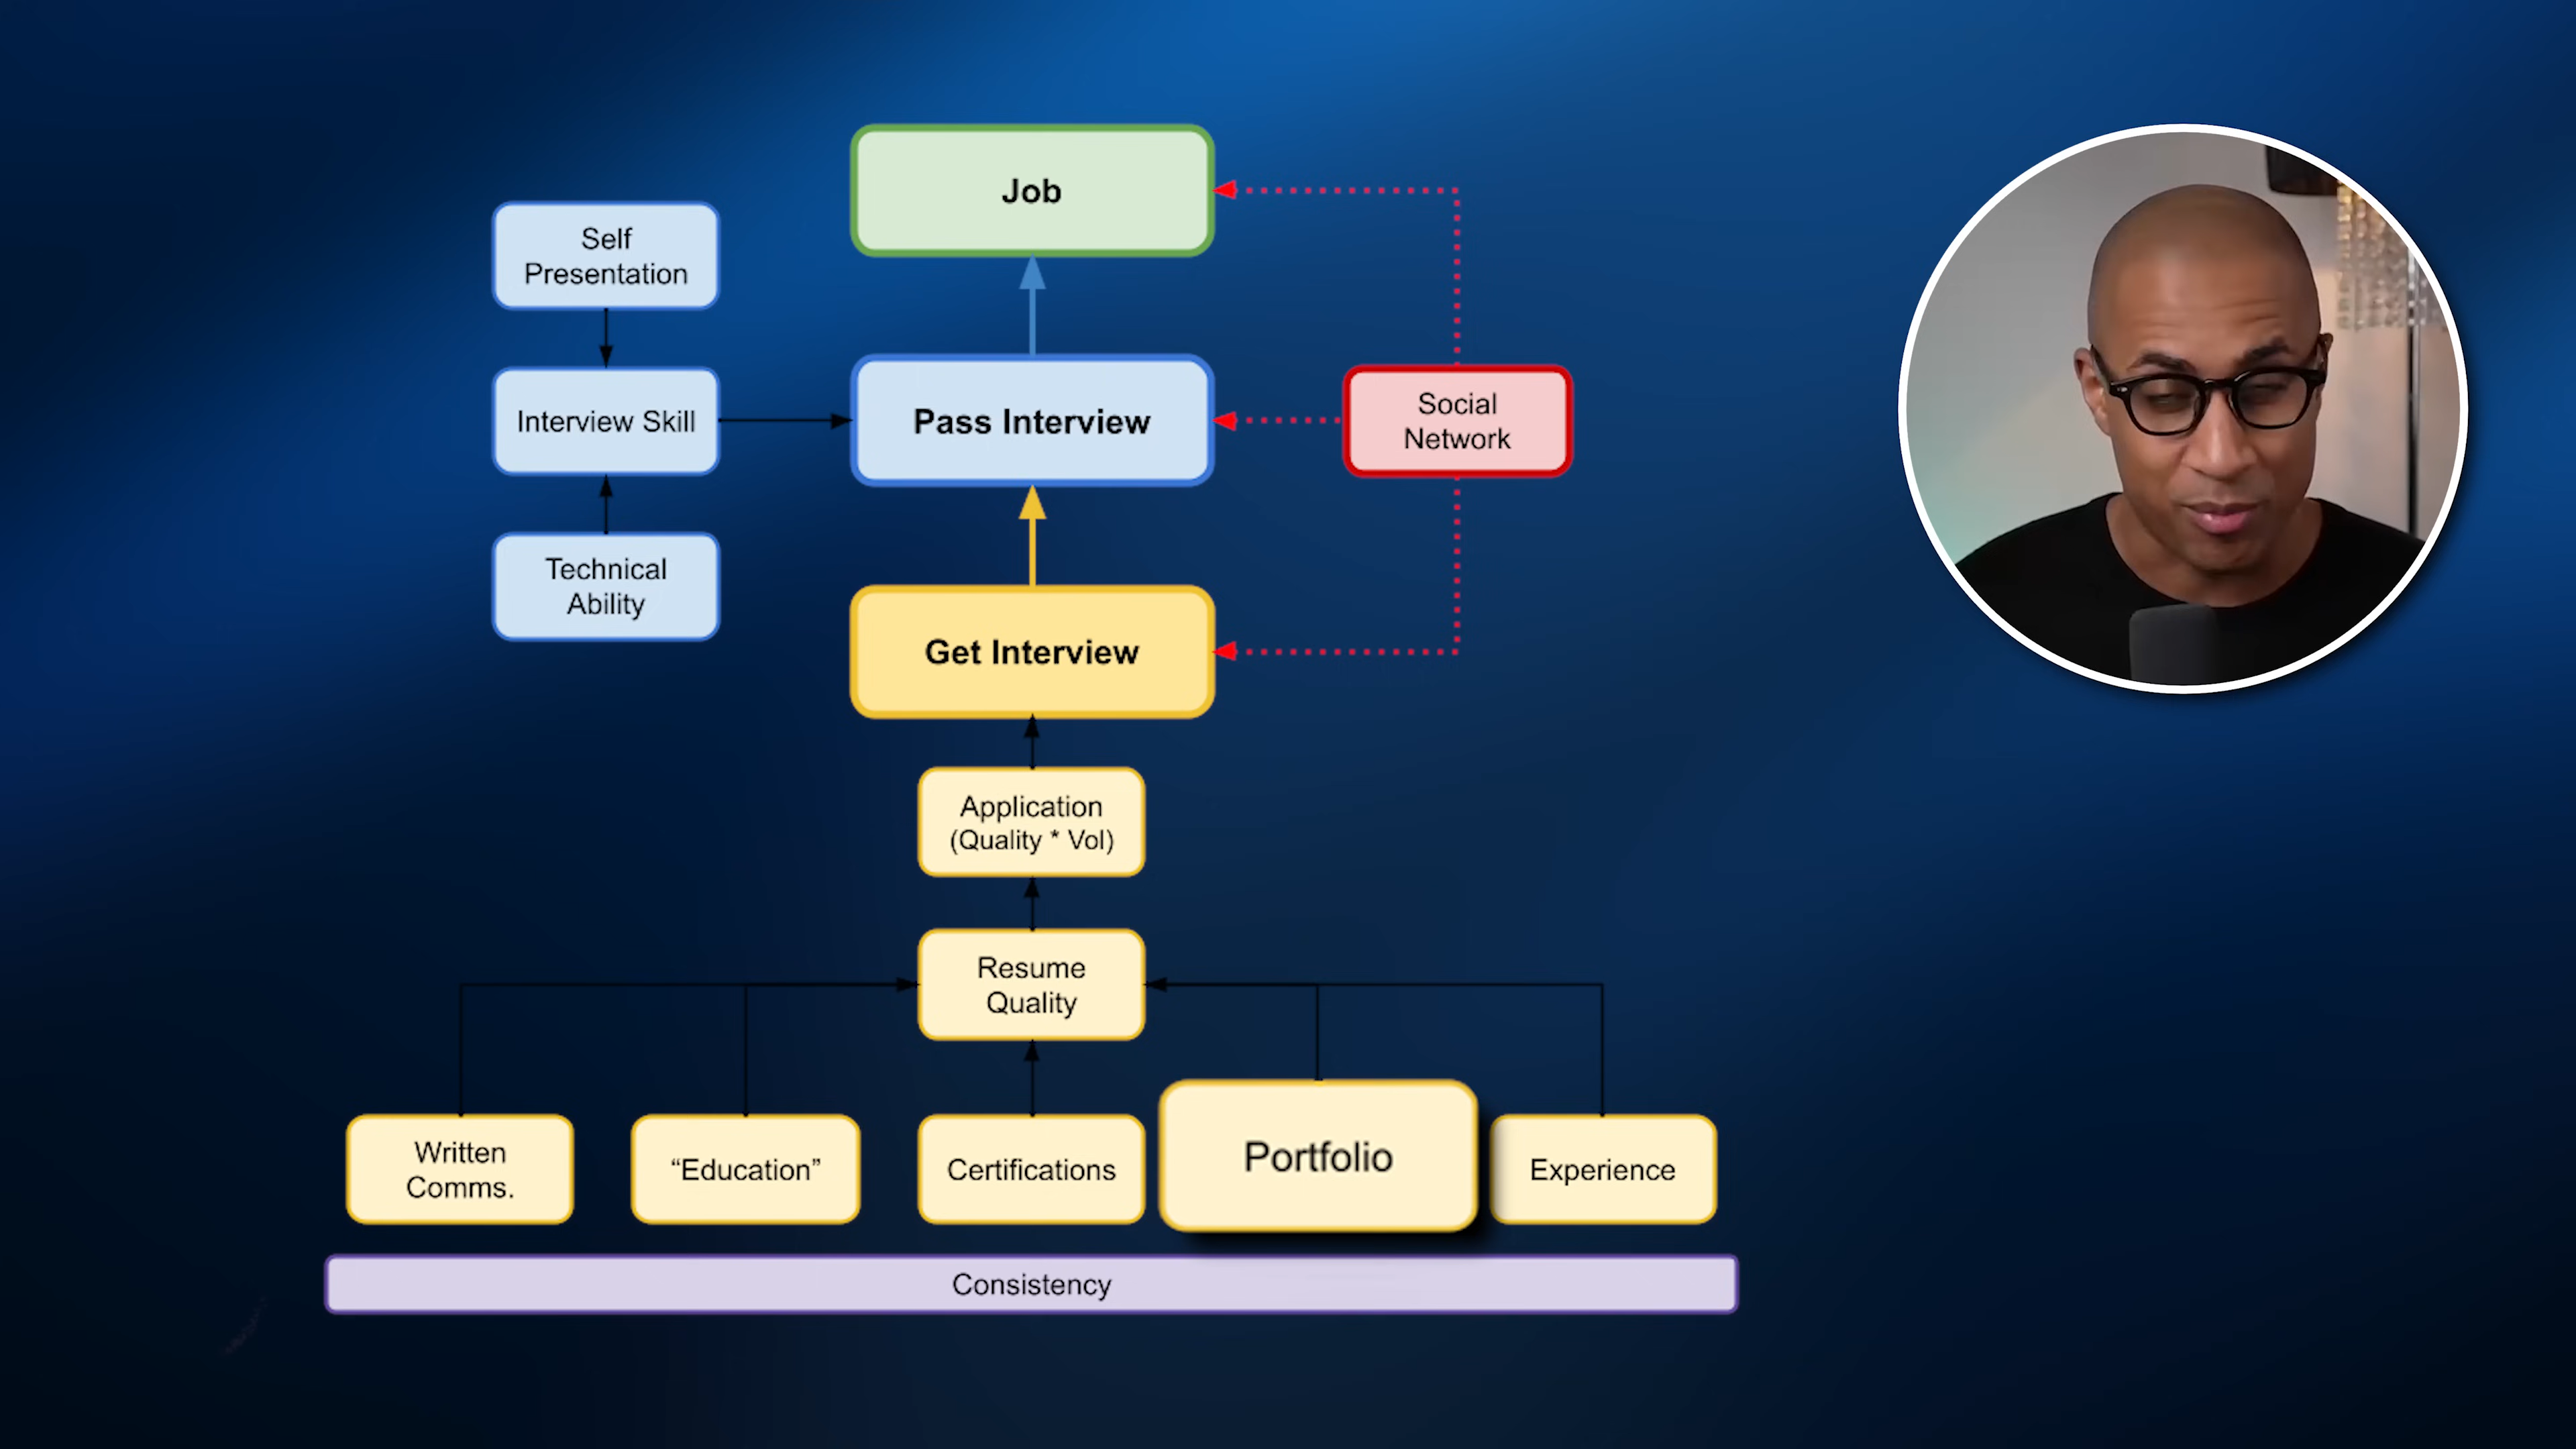 Job
Self
Presentation
Interview Skill
Pass Interview
Social
Network
Technical
Ability
Get Interview
Application
(Quality * Vol)
Resume
Quality
Written
Comms.
“Education”
Certifications
Portfolio
Experience
Consistency